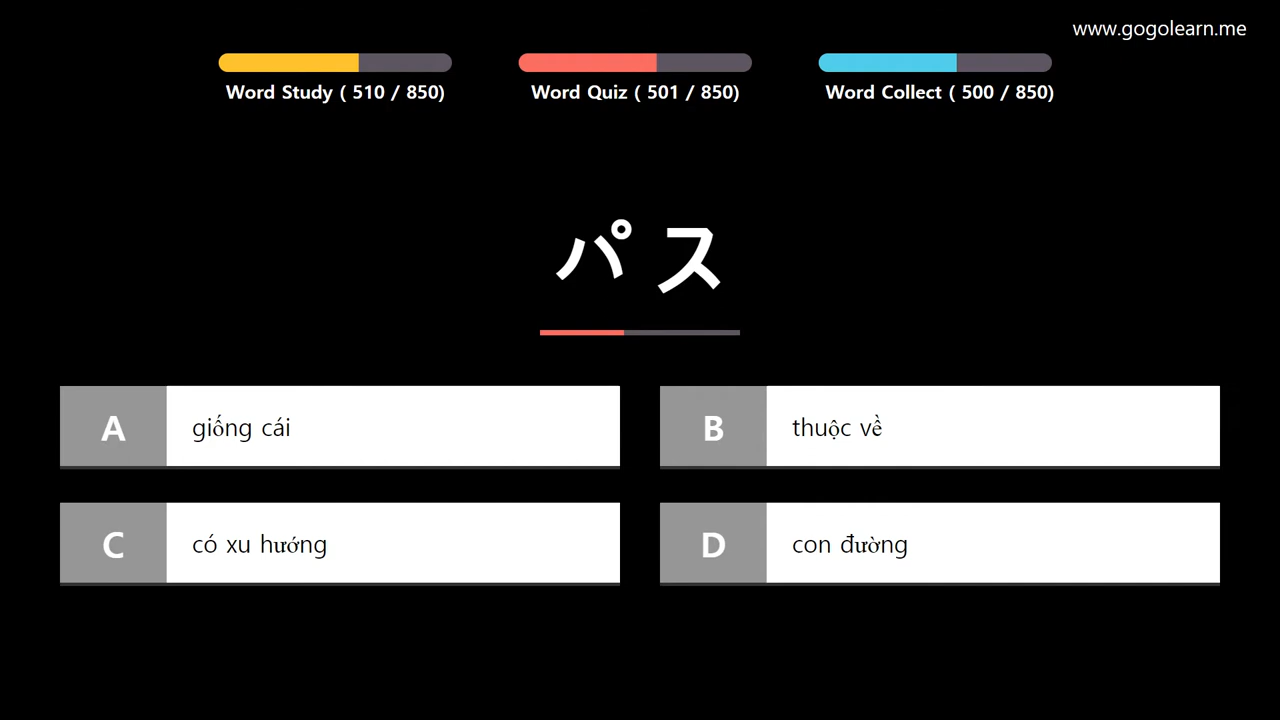 www.gogolearn.me
Word Study ( 510 / 850)
Word Quiz ( 501 / 850)
Word Collect ( 500 / 850)
パス
A giống cái
B thuộc về
C có xu hướng
D con đường